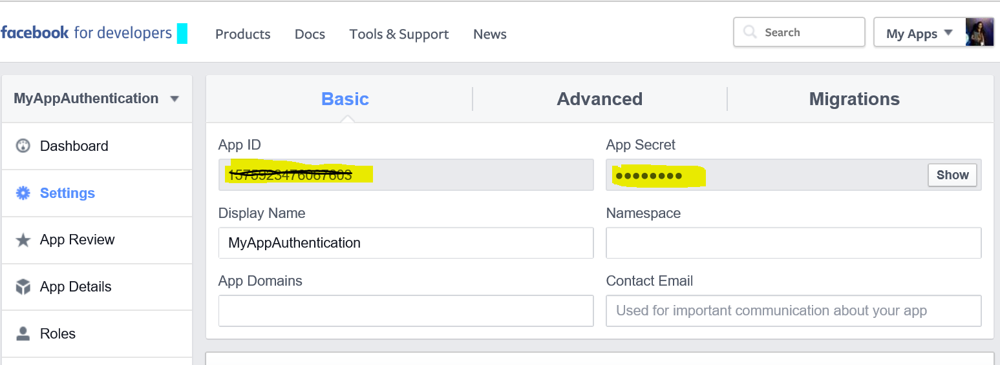 facebook for developers
Products Docs Tools & Support News
Search
My Apps
MyAppAuthentication
Dashboard
Settings
App Review
App Details
Roles
Basic Advanced Migrations
App ID
App Secret
●●●●●●●● Show
Display Name
MyAppAuthentication
Namespace
App Domains
Contact Email
Used for important communication about your app